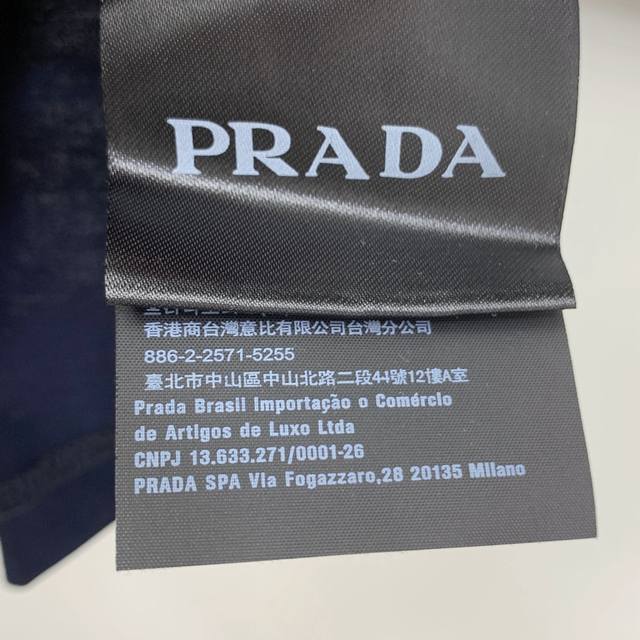 PRADA
香港商台灣意比有限公司台灣分公司
886-2-2571-5255
臺北市中山區中山北路二段44號12樓A室
Prada Brasil Importação o Comércio
de Artigos de Luxo Ltda
CNPJ 13.633.271/0001-26
PRADA SPA Via Fogazzaro,28 20135 Milano